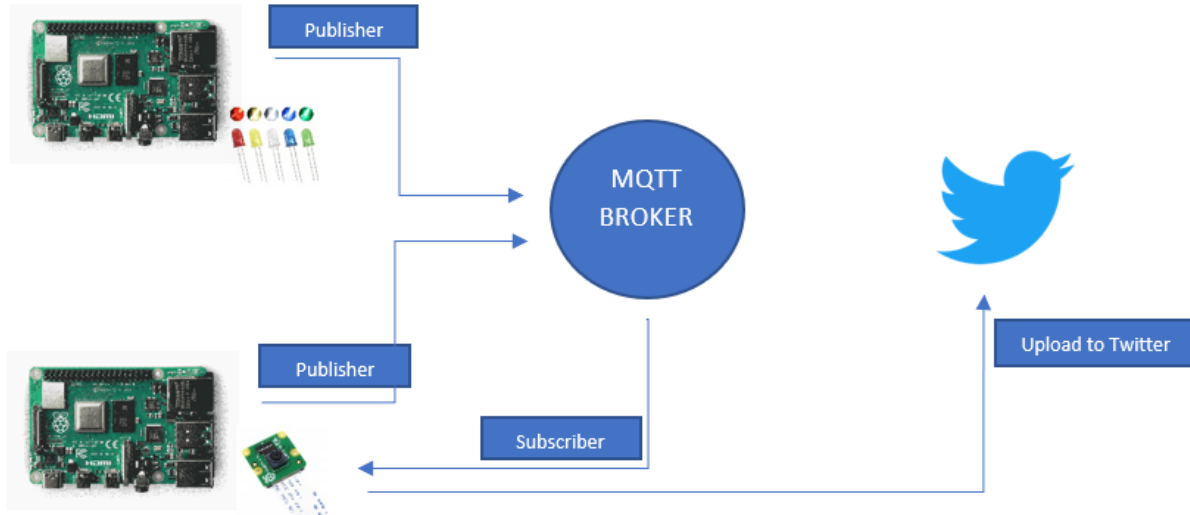 Publisher
MQTT
BROKER
Upload to Twitter
Publisher
Subscriber